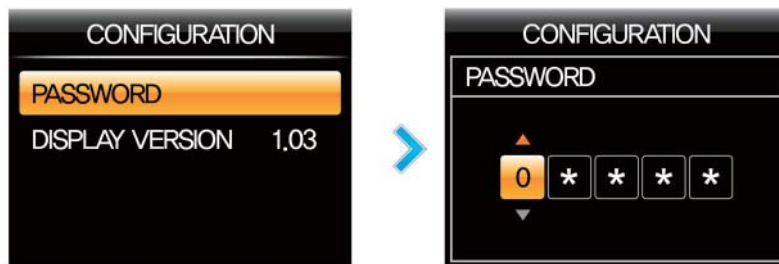 CONFIGURATION
PASSWORD
DISPLAY VERSION 1.03
CONFIGURATION
PASSWORD
0 * * * *